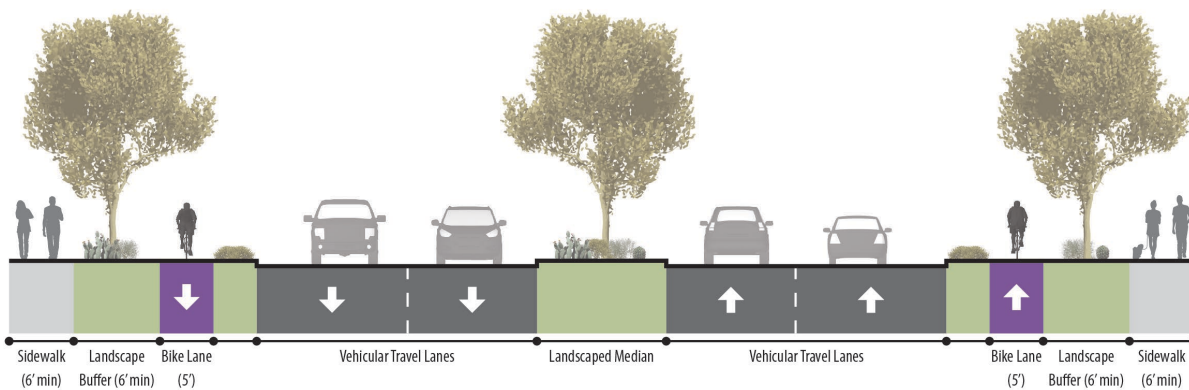 Sidewalk
(6' min)
Landscape
Buffer (6' min)
Bike Lane
(5')
Vehicular Travel Lanes
Landscaped Median
Vehicular Travel Lanes
Bike Lane
(5')
Landscape
Buffer (6' min)
Sidewalk
(6' min)